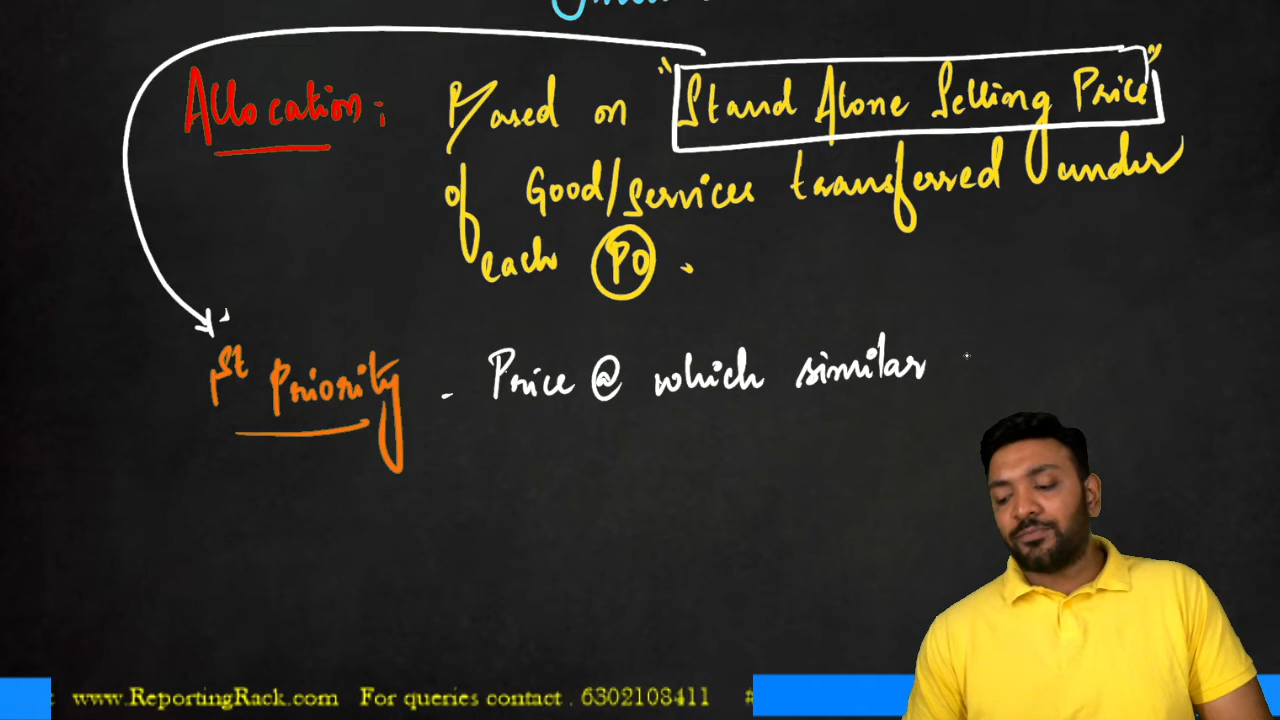 Allocation: Based on "Stand Alone Selling Price"
of Good/Services transferred under
each PO.
1st Priority - Price @ which similar
www.ReportingRack.com For queries contact . 6302108411 #